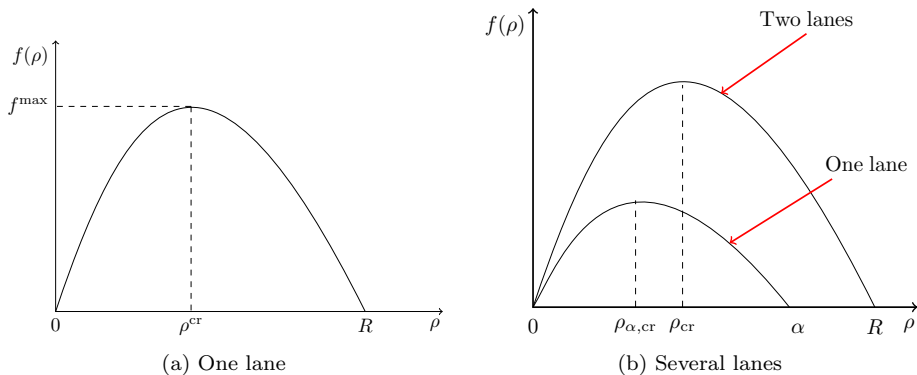 f(ρ)
f^max
0
ρ^cr
R
ρ
(a) One lane
f(ρ)
Two lanes
One lane
0
ρ_α,cr
ρ_cr
α
R
ρ
(b) Several lanes